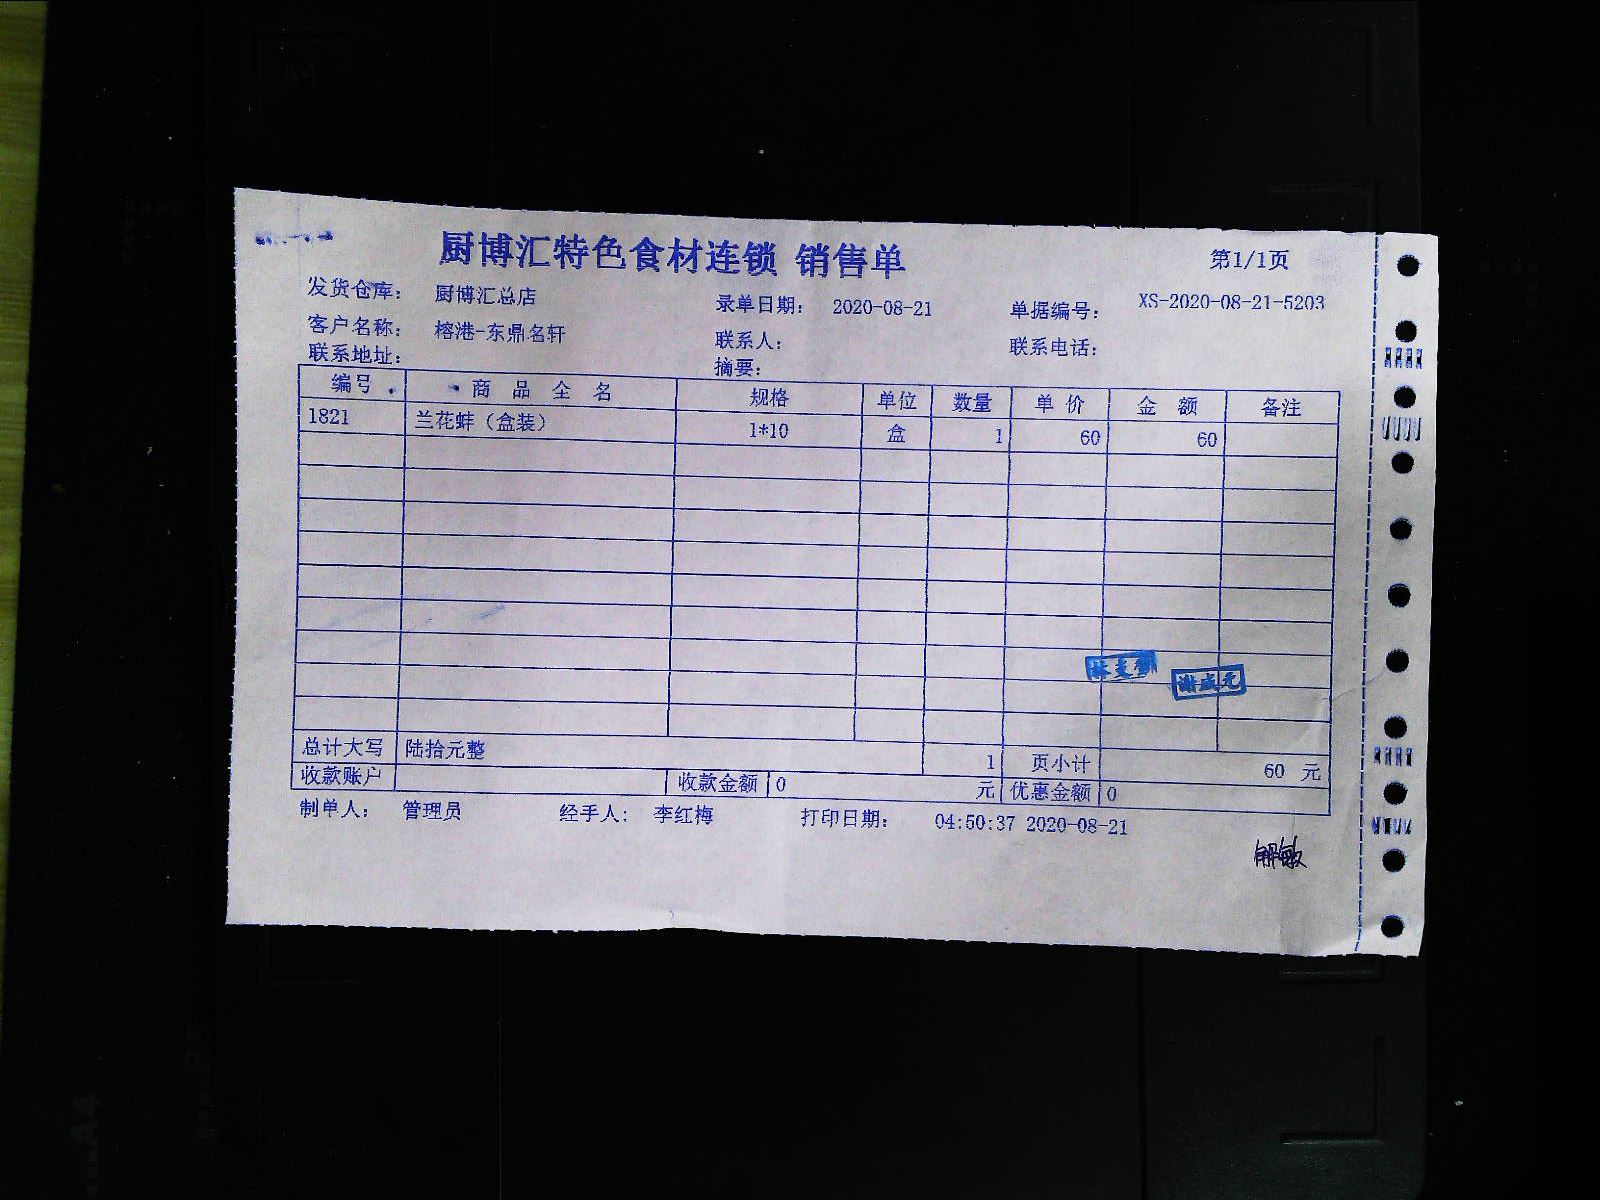 厨博汇特色食材连锁 销售单 第1/1页
发货仓库： 厨博汇总店 录单日期： 2020-08-21 单据编号： XS-2020-08-21-5203
客户名称： 榕港-东鼎名轩 联系人： 联系电话：
联系地址： 摘要：
编号 商品全名 规格 单位 数量 单价 金额 备注
1821 兰花蚌（盒装） 1*10 盒 1 60 60
谢成元
总计大写 陆拾元整 1 页小计 60 元
收款账户 收款金额 0 元 优惠金额 0
制单人： 管理员 经手人： 李红梅 打印日期： 04:50:37 2020-08-21